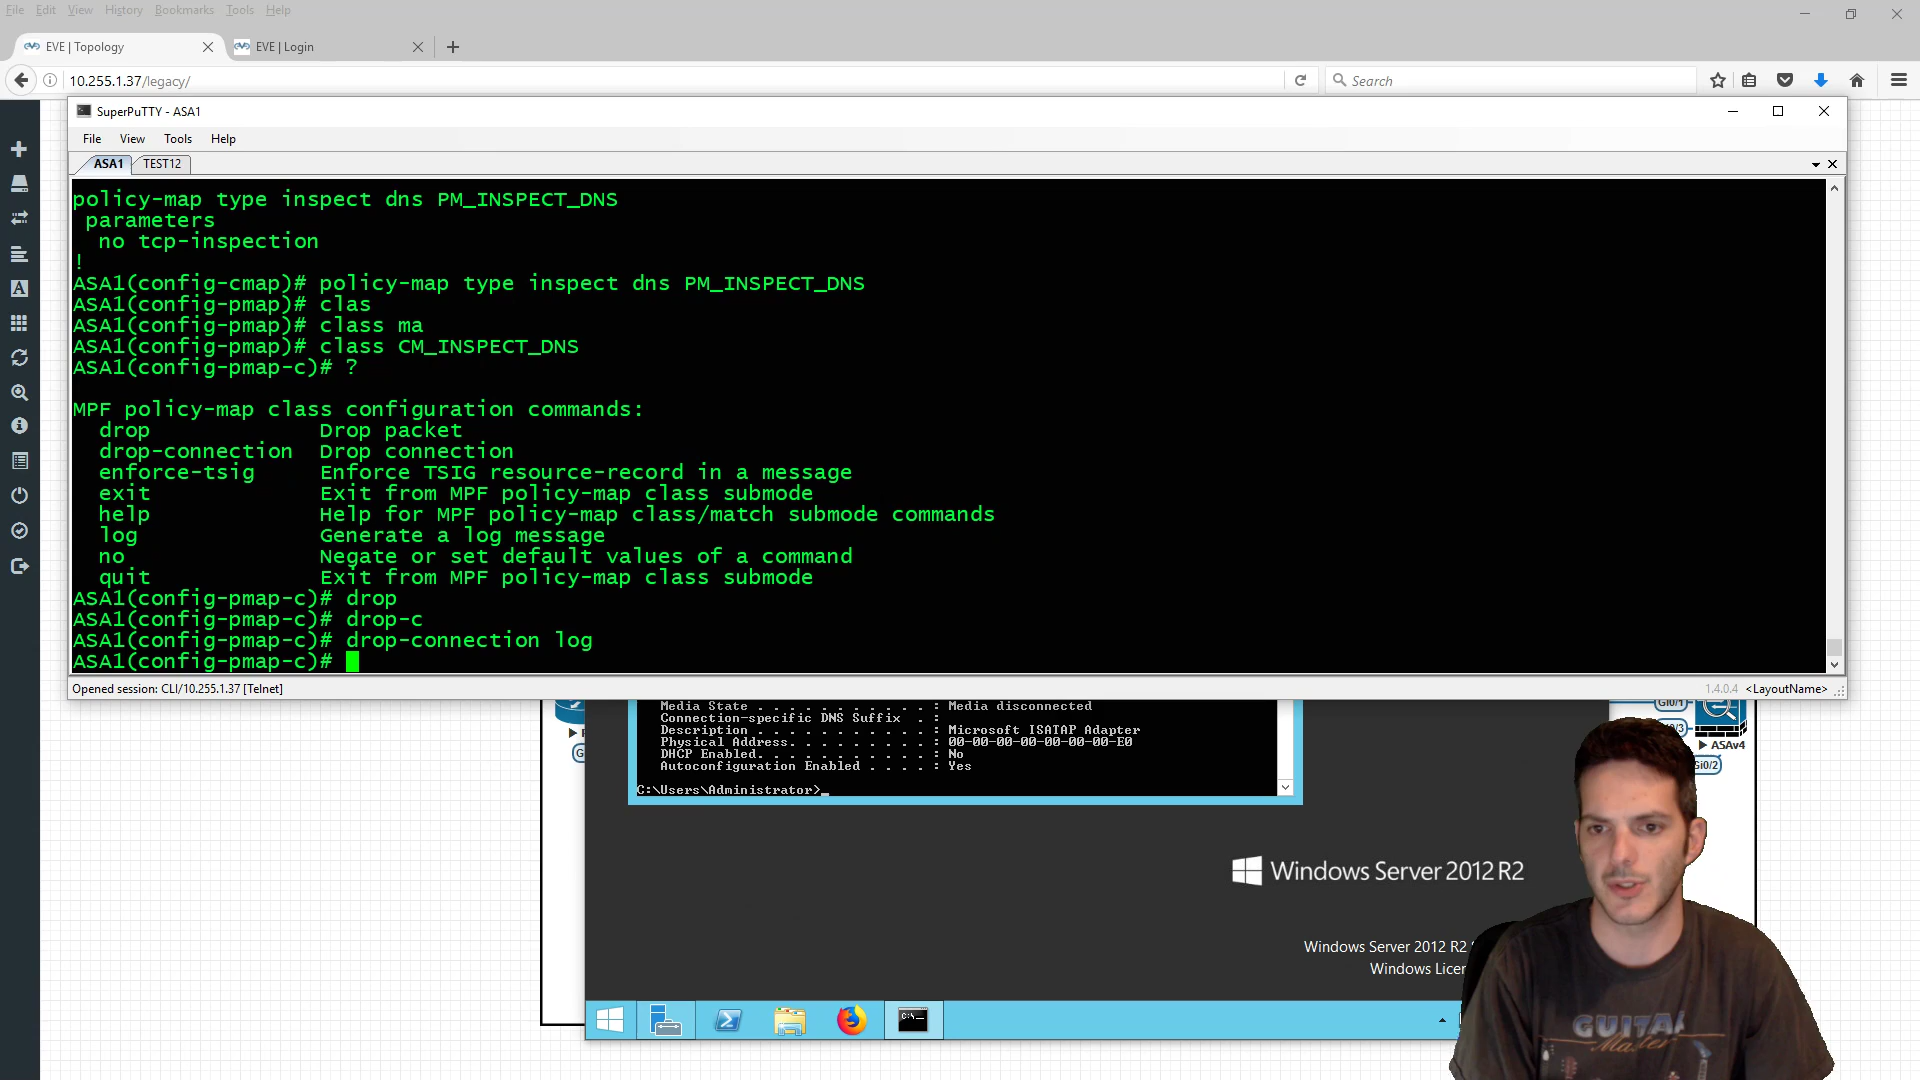 File Edit View History Bookmarks Tools Help
EVE | Topology
EVE | Login
10.255.1.37/legacy/
Search
SuperPuTTY - ASA1
File View Tools Help
ASA1 TEST12
policy-map type inspect dns PM_INSPECT_DNS
parameters
no tcp-inspection
!
ASA1(config-cmap)# policy-map type inspect dns PM_INSPECT_DNS
ASA1(config-pmap)# clas
ASA1(config-pmap)# class ma
ASA1(config-pmap)# class CM_INSPECT_DNS
ASA1(config-pmap-c)# ?
MPF policy-map class configuration commands:
drop Drop packet
drop-connection Drop connection
enforce-tsig Enforce TSIG resource-record in a message
exit Exit from MPF policy-map class submode
help Help for MPF policy-map class/match submode commands
log Generate a log message
no Negate or set default values of a command
quit Exit from MPF policy-map class submode
ASA1(config-pmap-c)# drop
ASA1(config-pmap-c)# drop-c
ASA1(config-pmap-c)# drop-connection log
ASA1(config-pmap-c)#
Opened session: CLI/10.255.1.37 [Telnet]
1.4.0.4 <LayoutName>
Media State . . . . . . . . . . . : Media disconnected
Connection-specific DNS Suffix . :
Description . . . . . . . . . . . : Microsoft ISATAP Adapter
Physical Address. . . . . . . . . : 00-00-00-00-00-00-00-E0
DHCP Enabled. . . . . . . . . . . : No
Autoconfiguration Enabled . . . . : Yes
C:\Users\Administrator>_
Gi0/1
ASAv4
Gi0/2
Windows Server 2012 R2
Windows Server 2012 R2
Windows
GUITAR
Master